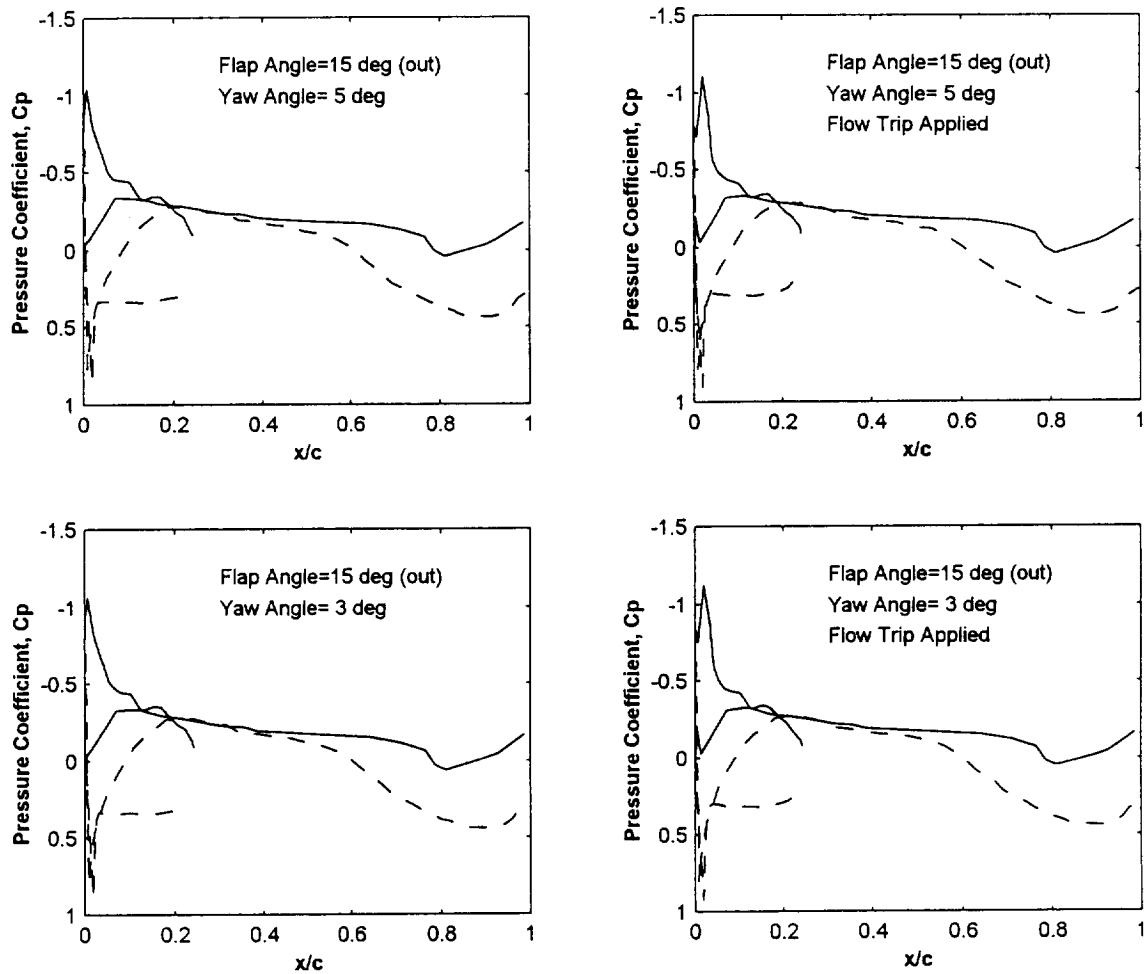 -1.5
Flap Angle=15 deg (out)
Yaw Angle= 5 deg
-1
-0.5
0
0.5
1
Pressure Coefficient, Cp
0 0.2 0.4 0.6 0.8 1
x/c
-1.5
Flap Angle=15 deg (out)
Yaw Angle= 5 deg
Flow Trip Applied
-1
-0.5
0
0.5
1
Pressure Coefficient, Cp
0 0.2 0.4 0.6 0.8 1
x/c
-1.5
Flap Angle=15 deg (out)
Yaw Angle= 3 deg
-1
-0.5
0
0.5
1
Pressure Coefficient, Cp
0 0.2 0.4 0.6 0.8 1
x/c
-1.5
Flap Angle=15 deg (out)
Yaw Angle= 3 deg
Flow Trip Applied
-1
-0.5
0
0.5
1
Pressure Coefficient, Cp
0 0.2 0.4 0.6 0.8 1
x/c